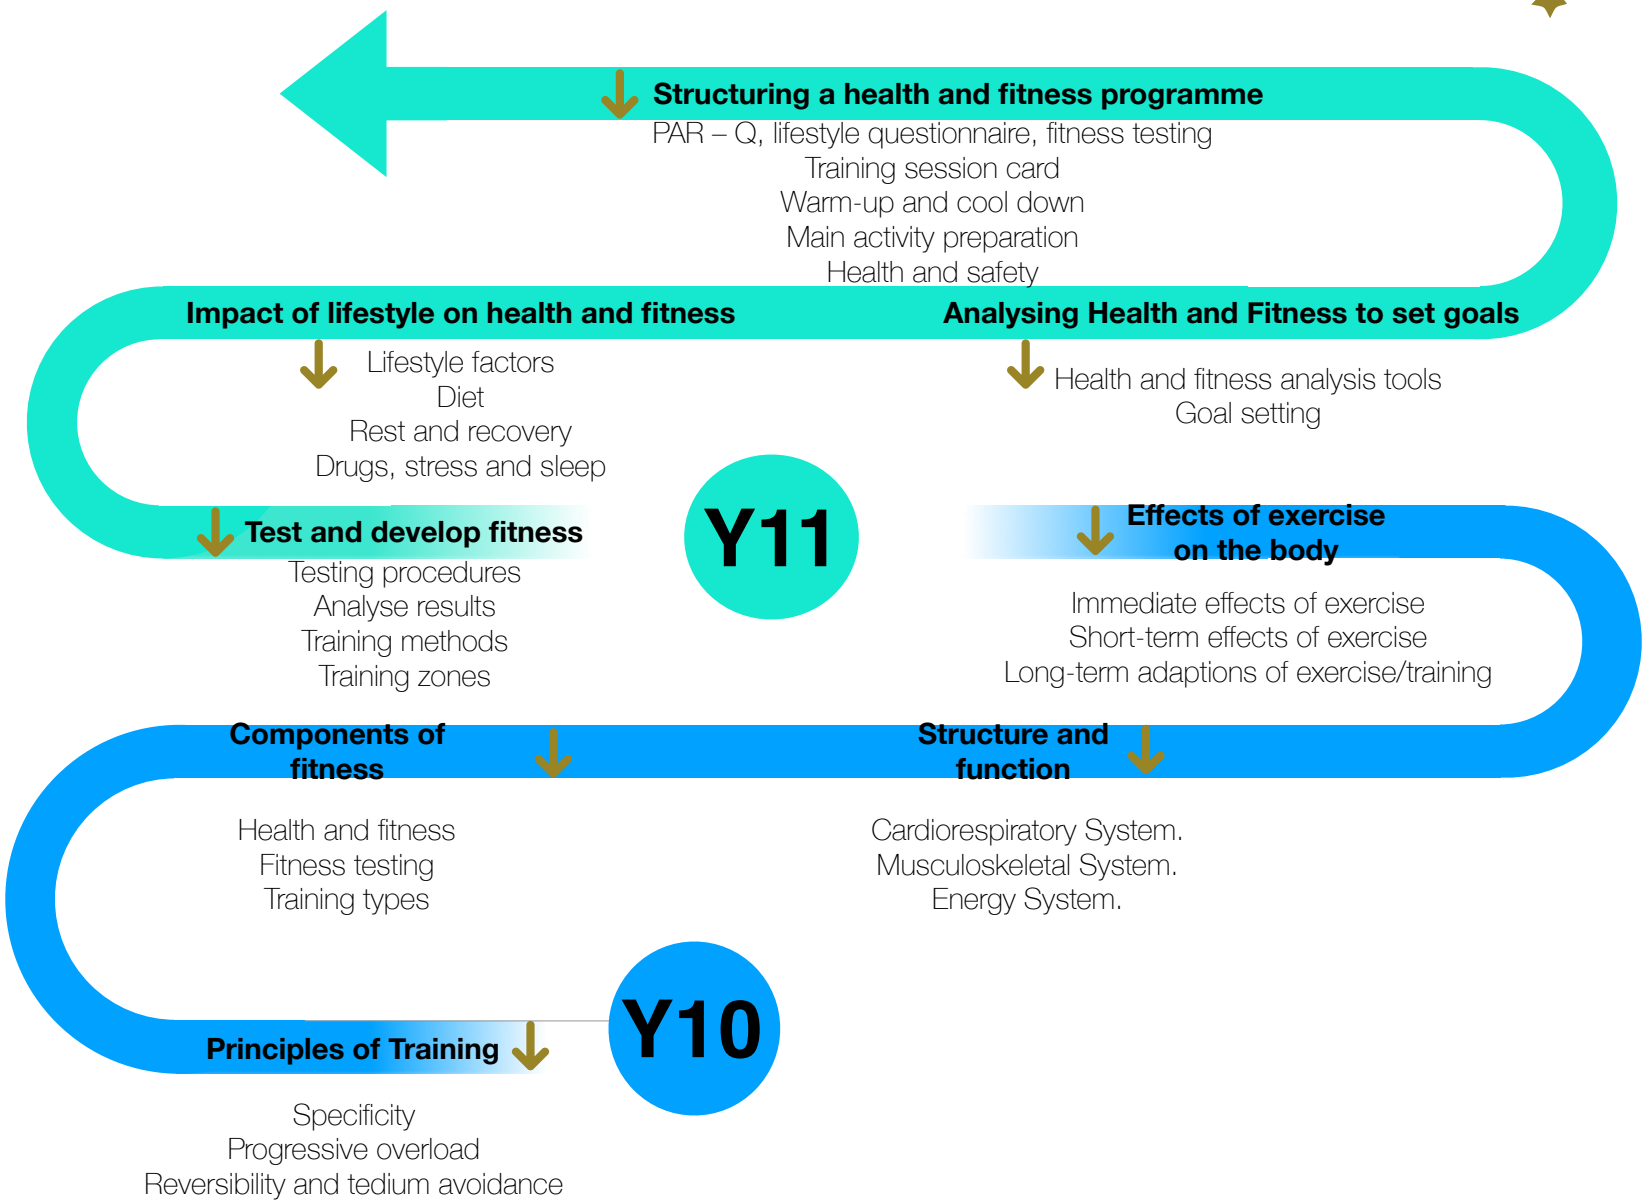 Structuring a health and fitness programme
PAR – Q, lifestyle questionnaire, fitness testing
Training session card
Warm-up and cool down
Main activity preparation
Health and safety
Impact of lifestyle on health and fitness
Lifestyle factors
Diet
Rest and recovery
Drugs, stress and sleep
Analysing Health and Fitness to set goals
Health and fitness analysis tools
Goal setting
Test and develop fitness
Testing procedures
Analyse results
Training methods
Training zones
Y11
Effects of exercise
on the body
Immediate effects of exercise
Short-term effects of exercise
Long-term adaptions of exercise/training
Components of
fitness
Health and fitness
Fitness testing
Training types
Structure and
function
Cardiorespiratory System.
Musculoskeletal System.
Energy System.
Principles of Training
Y10
Specificity
Progressive overload
Reversibility and tedium avoidance